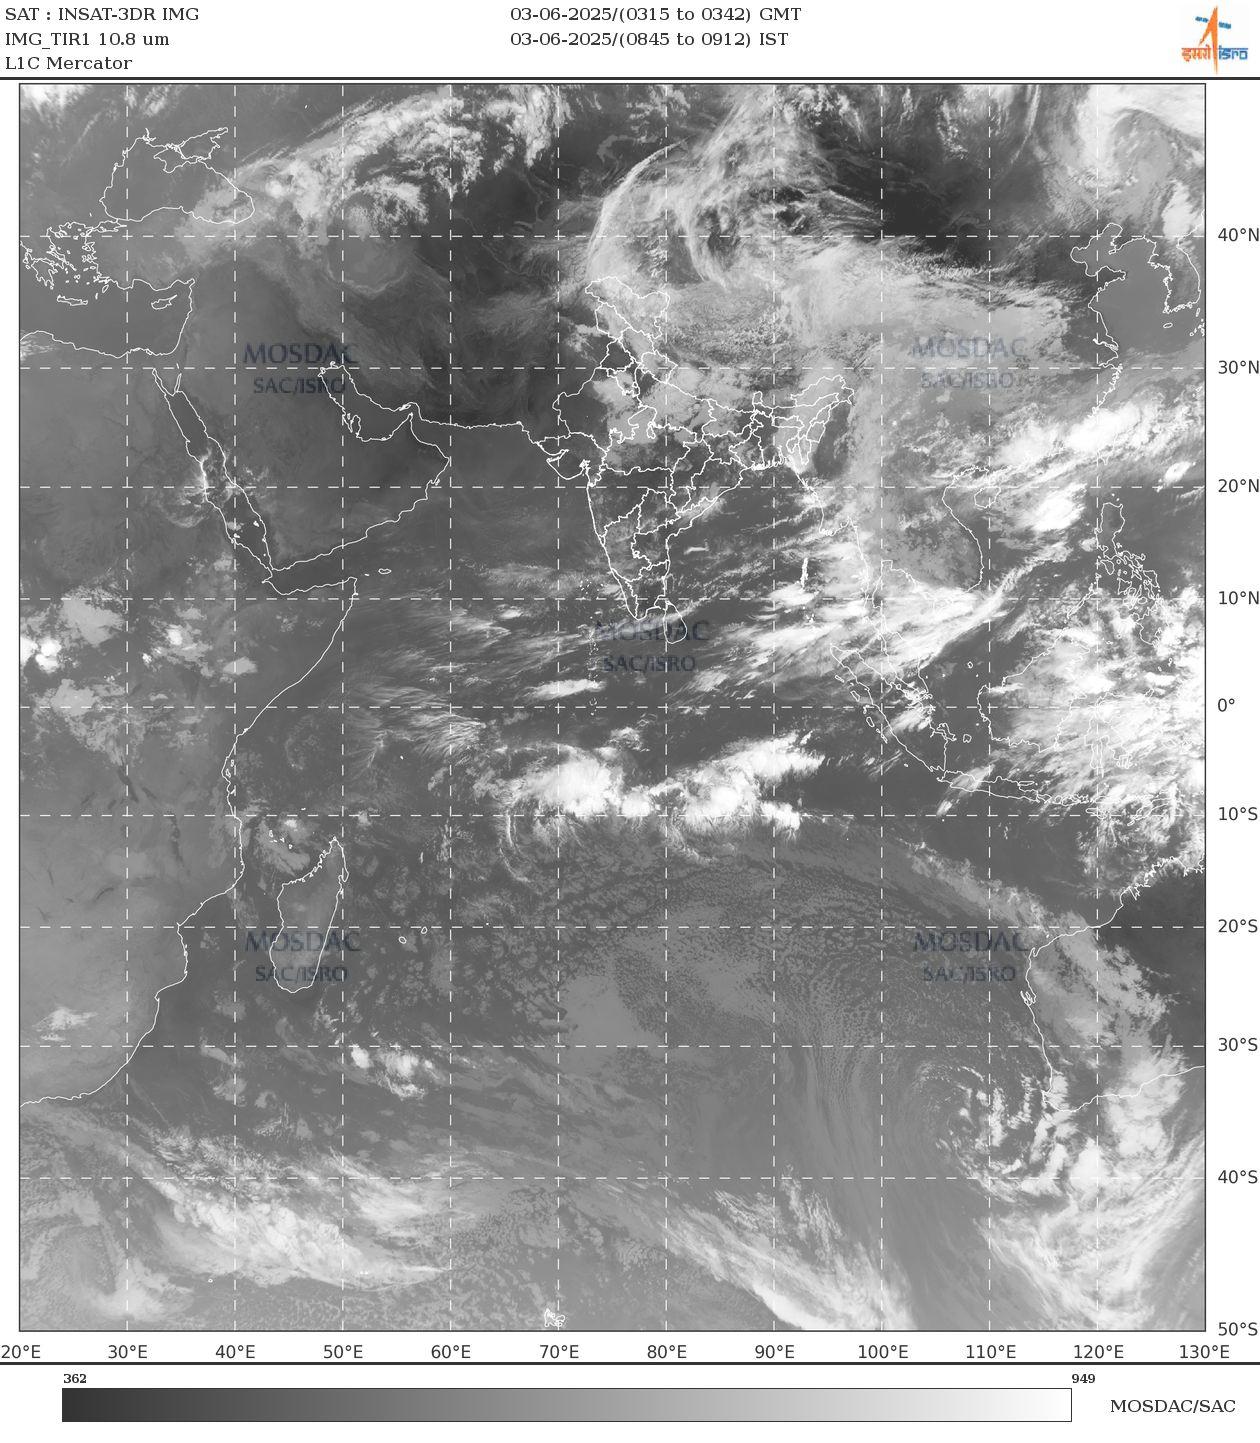 SAT : INSAT-3DR IMG
03-06-2025/(0315 to 0342) GMT
IMG_TIR1 10.8 um
03-06-2025/(0845 to 0912) IST
L1C Mercator
इसरो isro
40°N
MOSDAC
SAC/ISRO
MOSDAC
SAC/ISRO
30°N
20°N
10°N
MOSDAC
SAC/ISRO
0°
10°S
20°S
MOSDAC
SAC/ISRO
MOSDAC
SAC/ISRO
30°S
40°S
50°S
20°E 30°E 40°E 50°E 60°E 70°E 80°E 90°E 100°E 110°E 120°E 130°E
362 949
MOSDAC/SAC